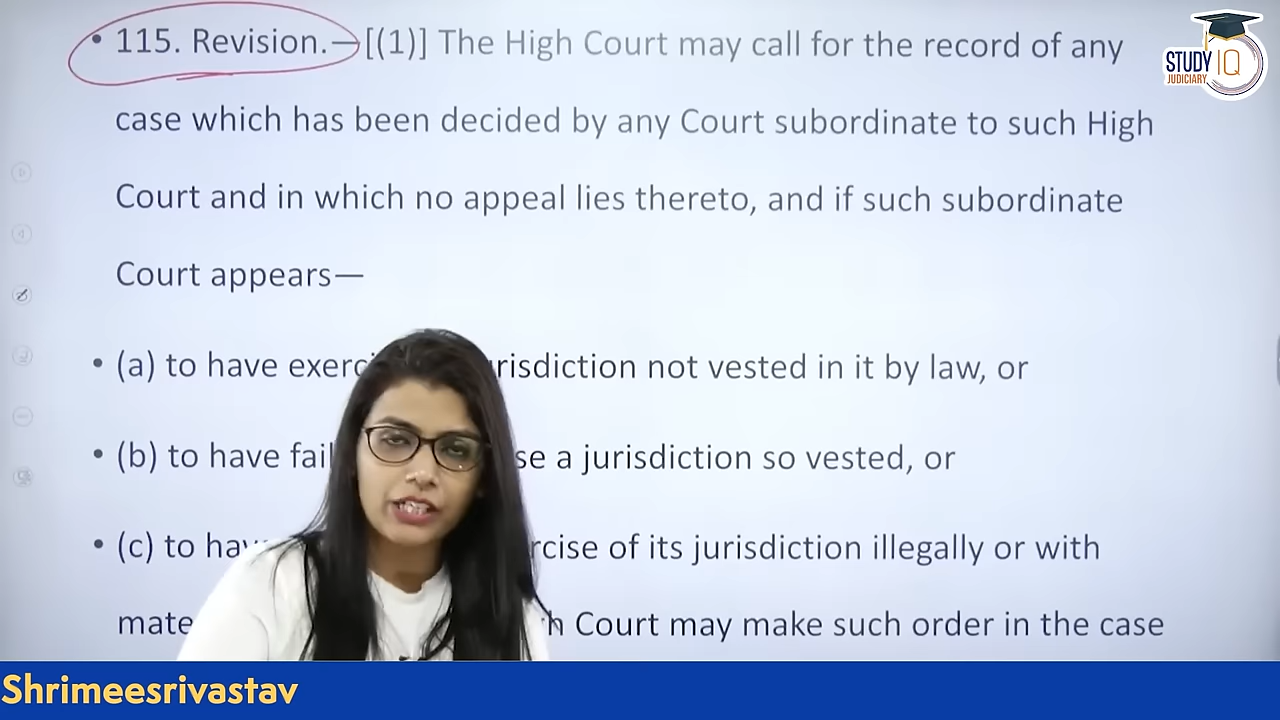 • 115. Revision.—[(1)] The High Court may call for the record of any
case which has been decided by any Court subordinate to such High
Court and in which no appeal lies thereto, and if such subordinate
Court appears—
• (a) to have exerc risdiction not vested in it by law, or
• (b) to have fail se a jurisdiction so vested, or
• (c) to hav rcise of its jurisdiction illegally or with
mate h Court may make such order in the case
STUDY IQ
JUDICIARY
Shrimeesrivastav